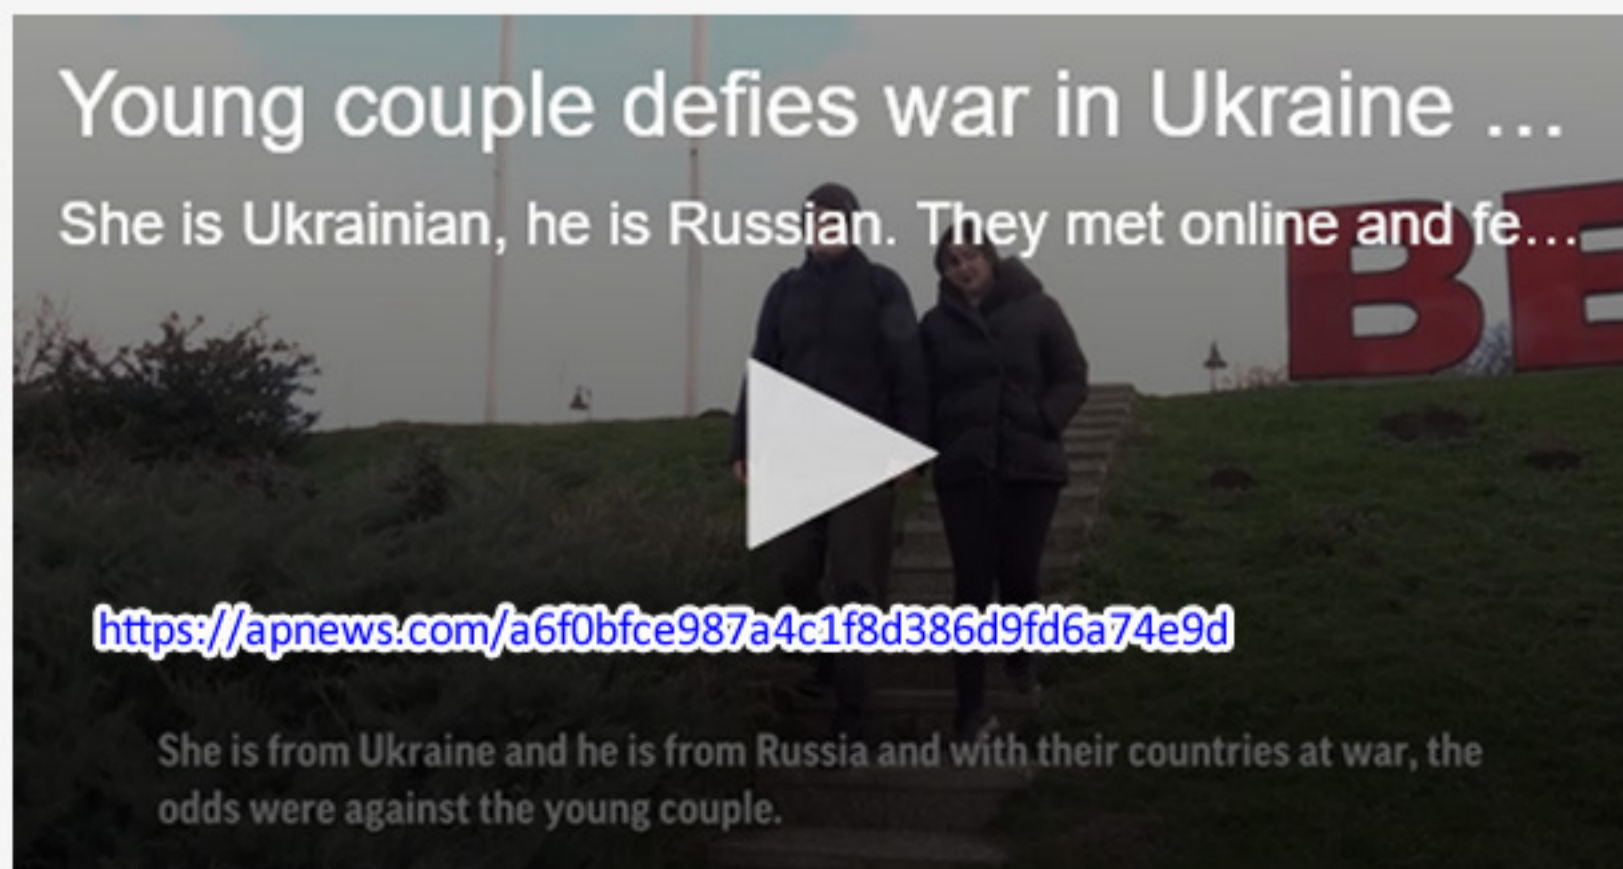 Young couple defies war in Ukraine ...
She is Ukrainian, he is Russian. They met online and fe...
BE
https://apnews.com/a6f0bfce987a4c1f8d386d9fd6a74e9d
She is from Ukraine and he is from Russia and with their countries at war, the
odds were against the young couple.